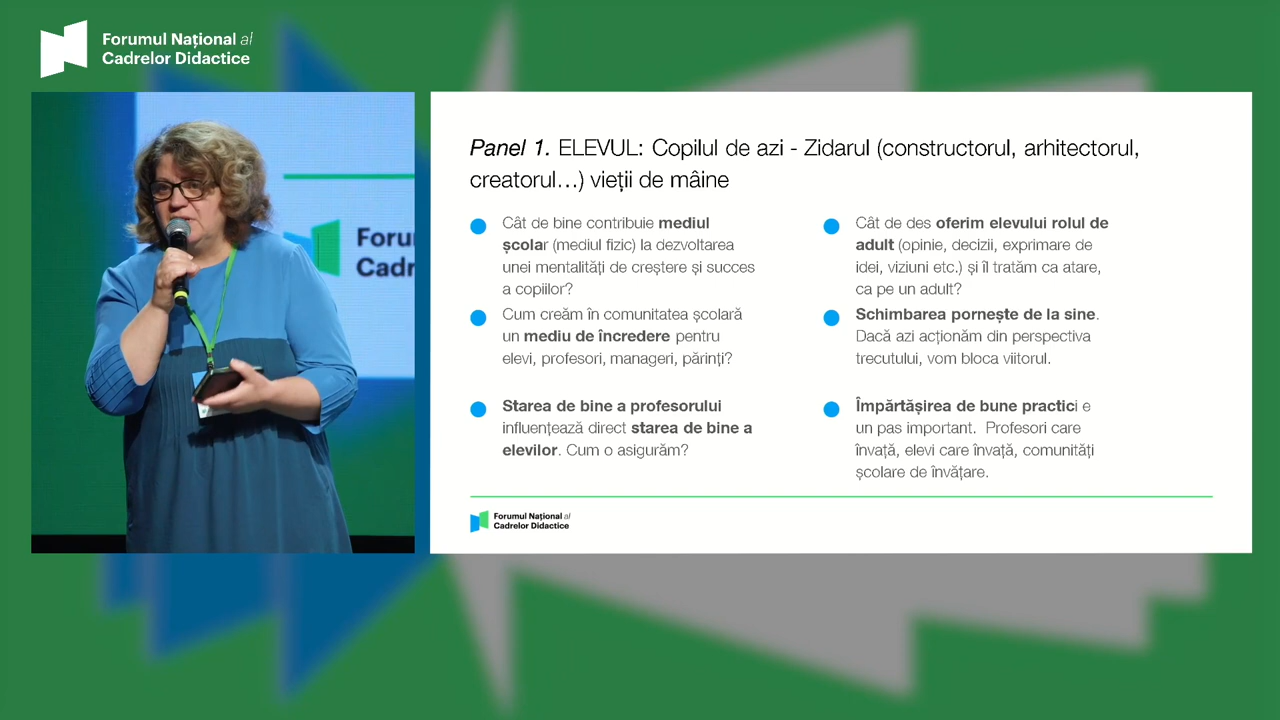 Forumul Național al
Cadrelor Didactice
Foru
Cadr
Panel 1. ELEVUL: Copilul de azi - Zidarul (constructorul, arhitectorul,
creatorul...) vieții de mâine
Cât de bine contribuie mediul
școlar (mediul fizic) la dezvoltarea
unei mentalități de creștere și succes
a copiilor?
Cum creăm în comunitatea școlară
un mediu de încredere pentru
elevi, profesori, manageri, părinți?
Starea de bine a profesorului
influențează direct starea de bine a
elevilor. Cum o asigurăm?
Cât de des oferim elevului rolul de
adult (opinie, decizii, exprimare de
idei, viziuni etc.) și îl tratăm ca atare,
ca pe un adult?
Schimbarea pornește de la sine.
Dacă azi acționăm din perspectiva
trecutului, vom bloca viitorul.
Împărtășirea de bune practici e
un pas important. Profesori care
învață, elevi care învață, comunități
școlare de învățare.
Forumul Național al
Cadrelor Didactice